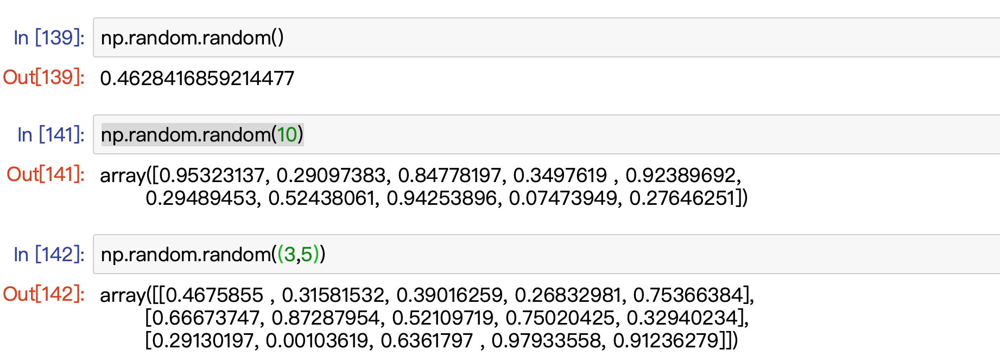 In [139]: np.random.random()
Out[139]: 0.4628416859214477
In [141]: np.random.random(10)
Out[141]: array([0.95323137, 0.29097383, 0.84778197, 0.3497619 , 0.92389692,
0.29489453, 0.52438061, 0.94253896, 0.07473949, 0.27646251])
In [142]: np.random.random((3,5))
Out[142]: array([[0.4675855 , 0.31581532, 0.39016259, 0.26832981, 0.75366384],
[0.66673747, 0.87287954, 0.52109719, 0.75020425, 0.32940234],
[0.29130197, 0.00103619, 0.6361797 , 0.97933558, 0.91236279]])